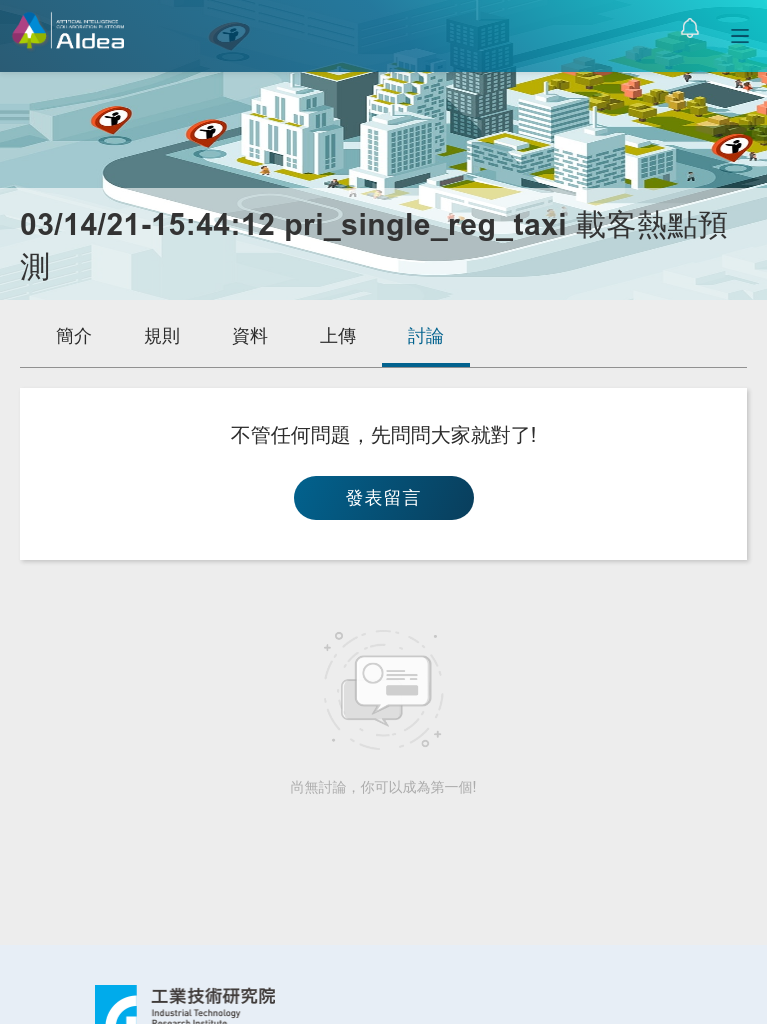 ARTIFICIAL INTELLIGENCE
COLLABORATION PLATFORM
AIdea
03/14/21-15:44:12 pri_single_reg_taxi 載客熱點預
測
簡介
規則
資料
上傳
討論
不管任何問題，先問問大家就對了!
發表留言
尚無討論，你可以成為第一個!
工業技術研究院
Industrial Technology
Research Institute